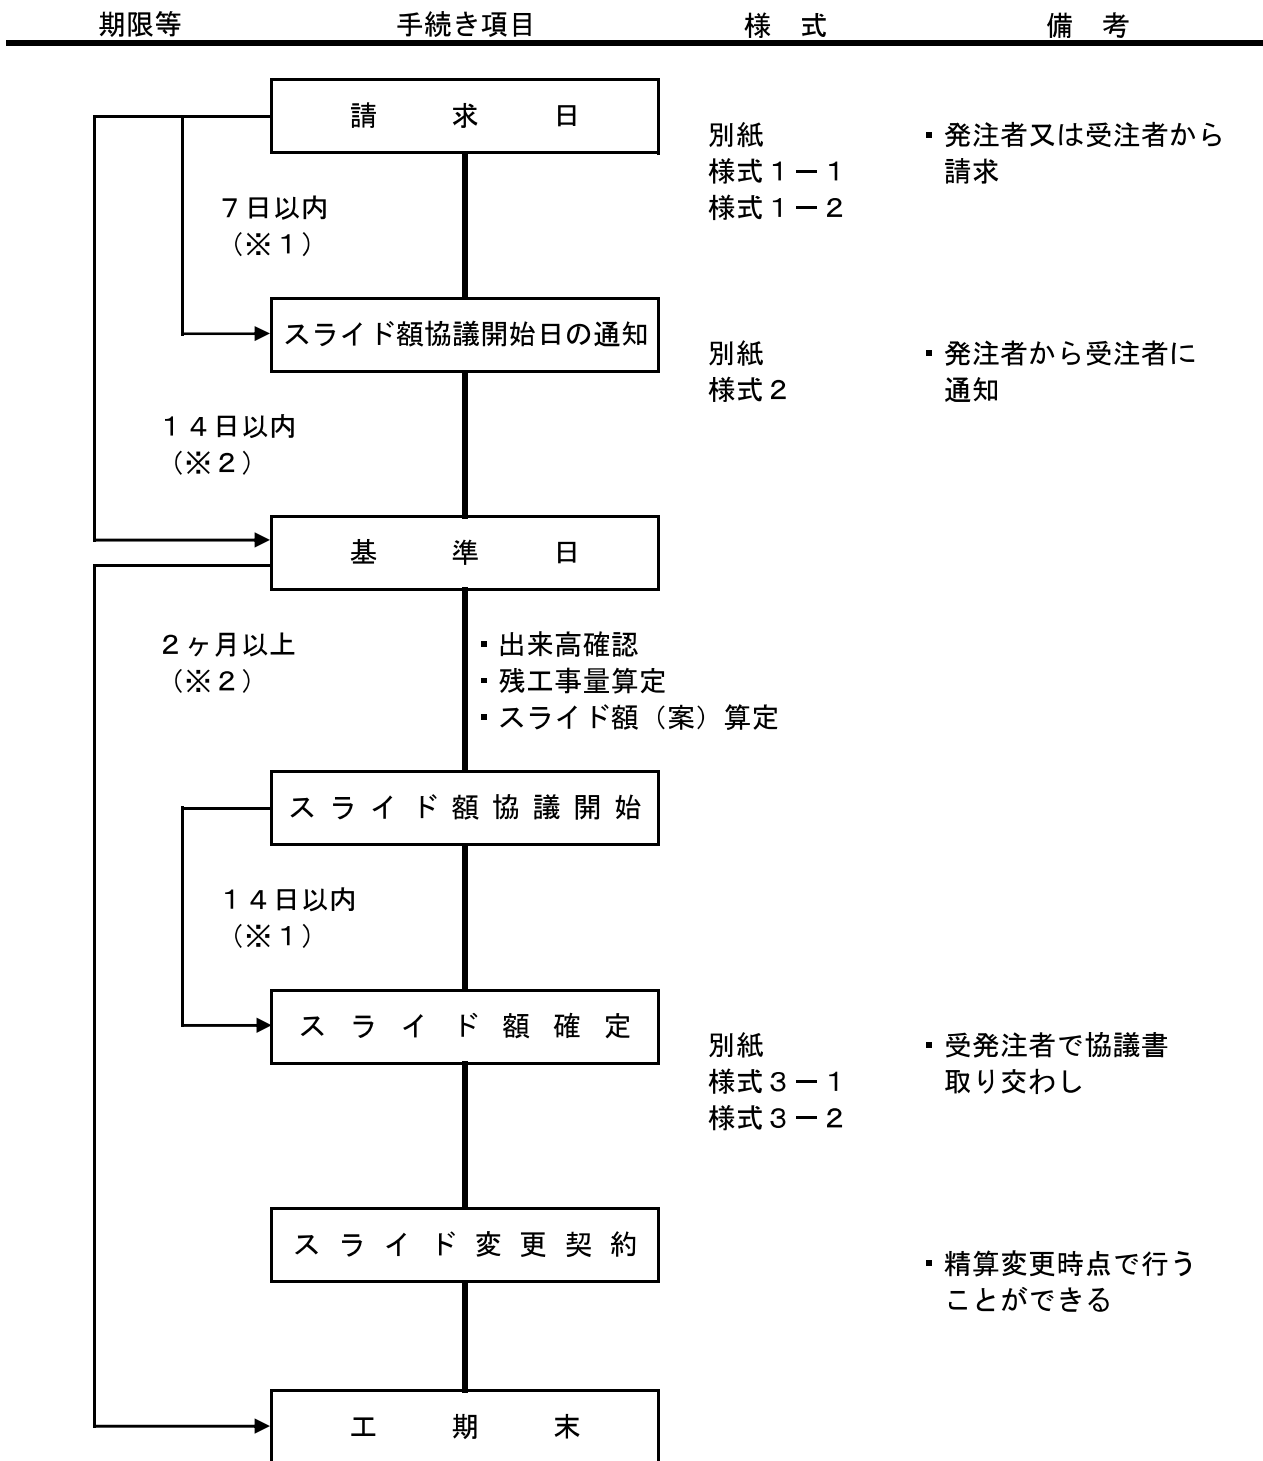 期限等　手続き項目　様　式　備　考
請　求　日
別紙
様式１－１
様式１－２
・発注者又は受注者から
請求
７日以内
（※１）
スライド額協議開始日の通知
別紙
様式２
・発注者から受注者に
通知
１４日以内
（※２）
基　準　日
２ヶ月以上
（※２）
・出来高確認
・残工事量算定
・スライド額（案）算定
スライド額協議開始
１４日以内
（※１）
スライド額確定
別紙
様式３－１
様式３－２
・受発注者で協議書
取り交わし
スライド変更契約
・精算変更時点で行う
ことができる
工　期　末